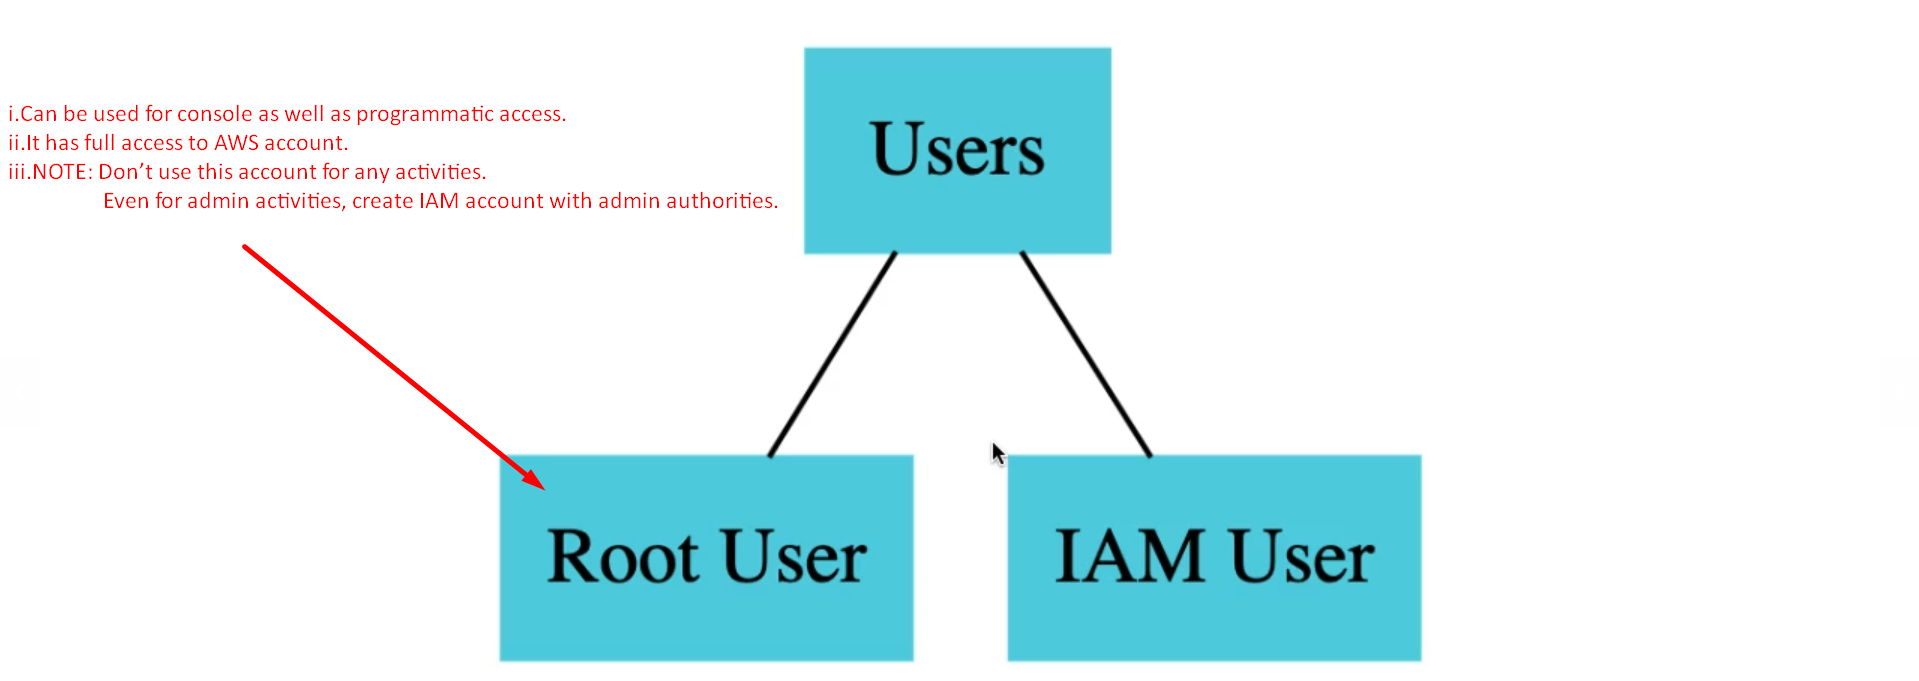 i.Can be used for console as well as programmatic access.
ii.It has full access to AWS account.
iii.NOTE: Don’t use this account for any activities.
Even for admin activities, create IAM account with admin authorities.
Users
Root User
IAM User